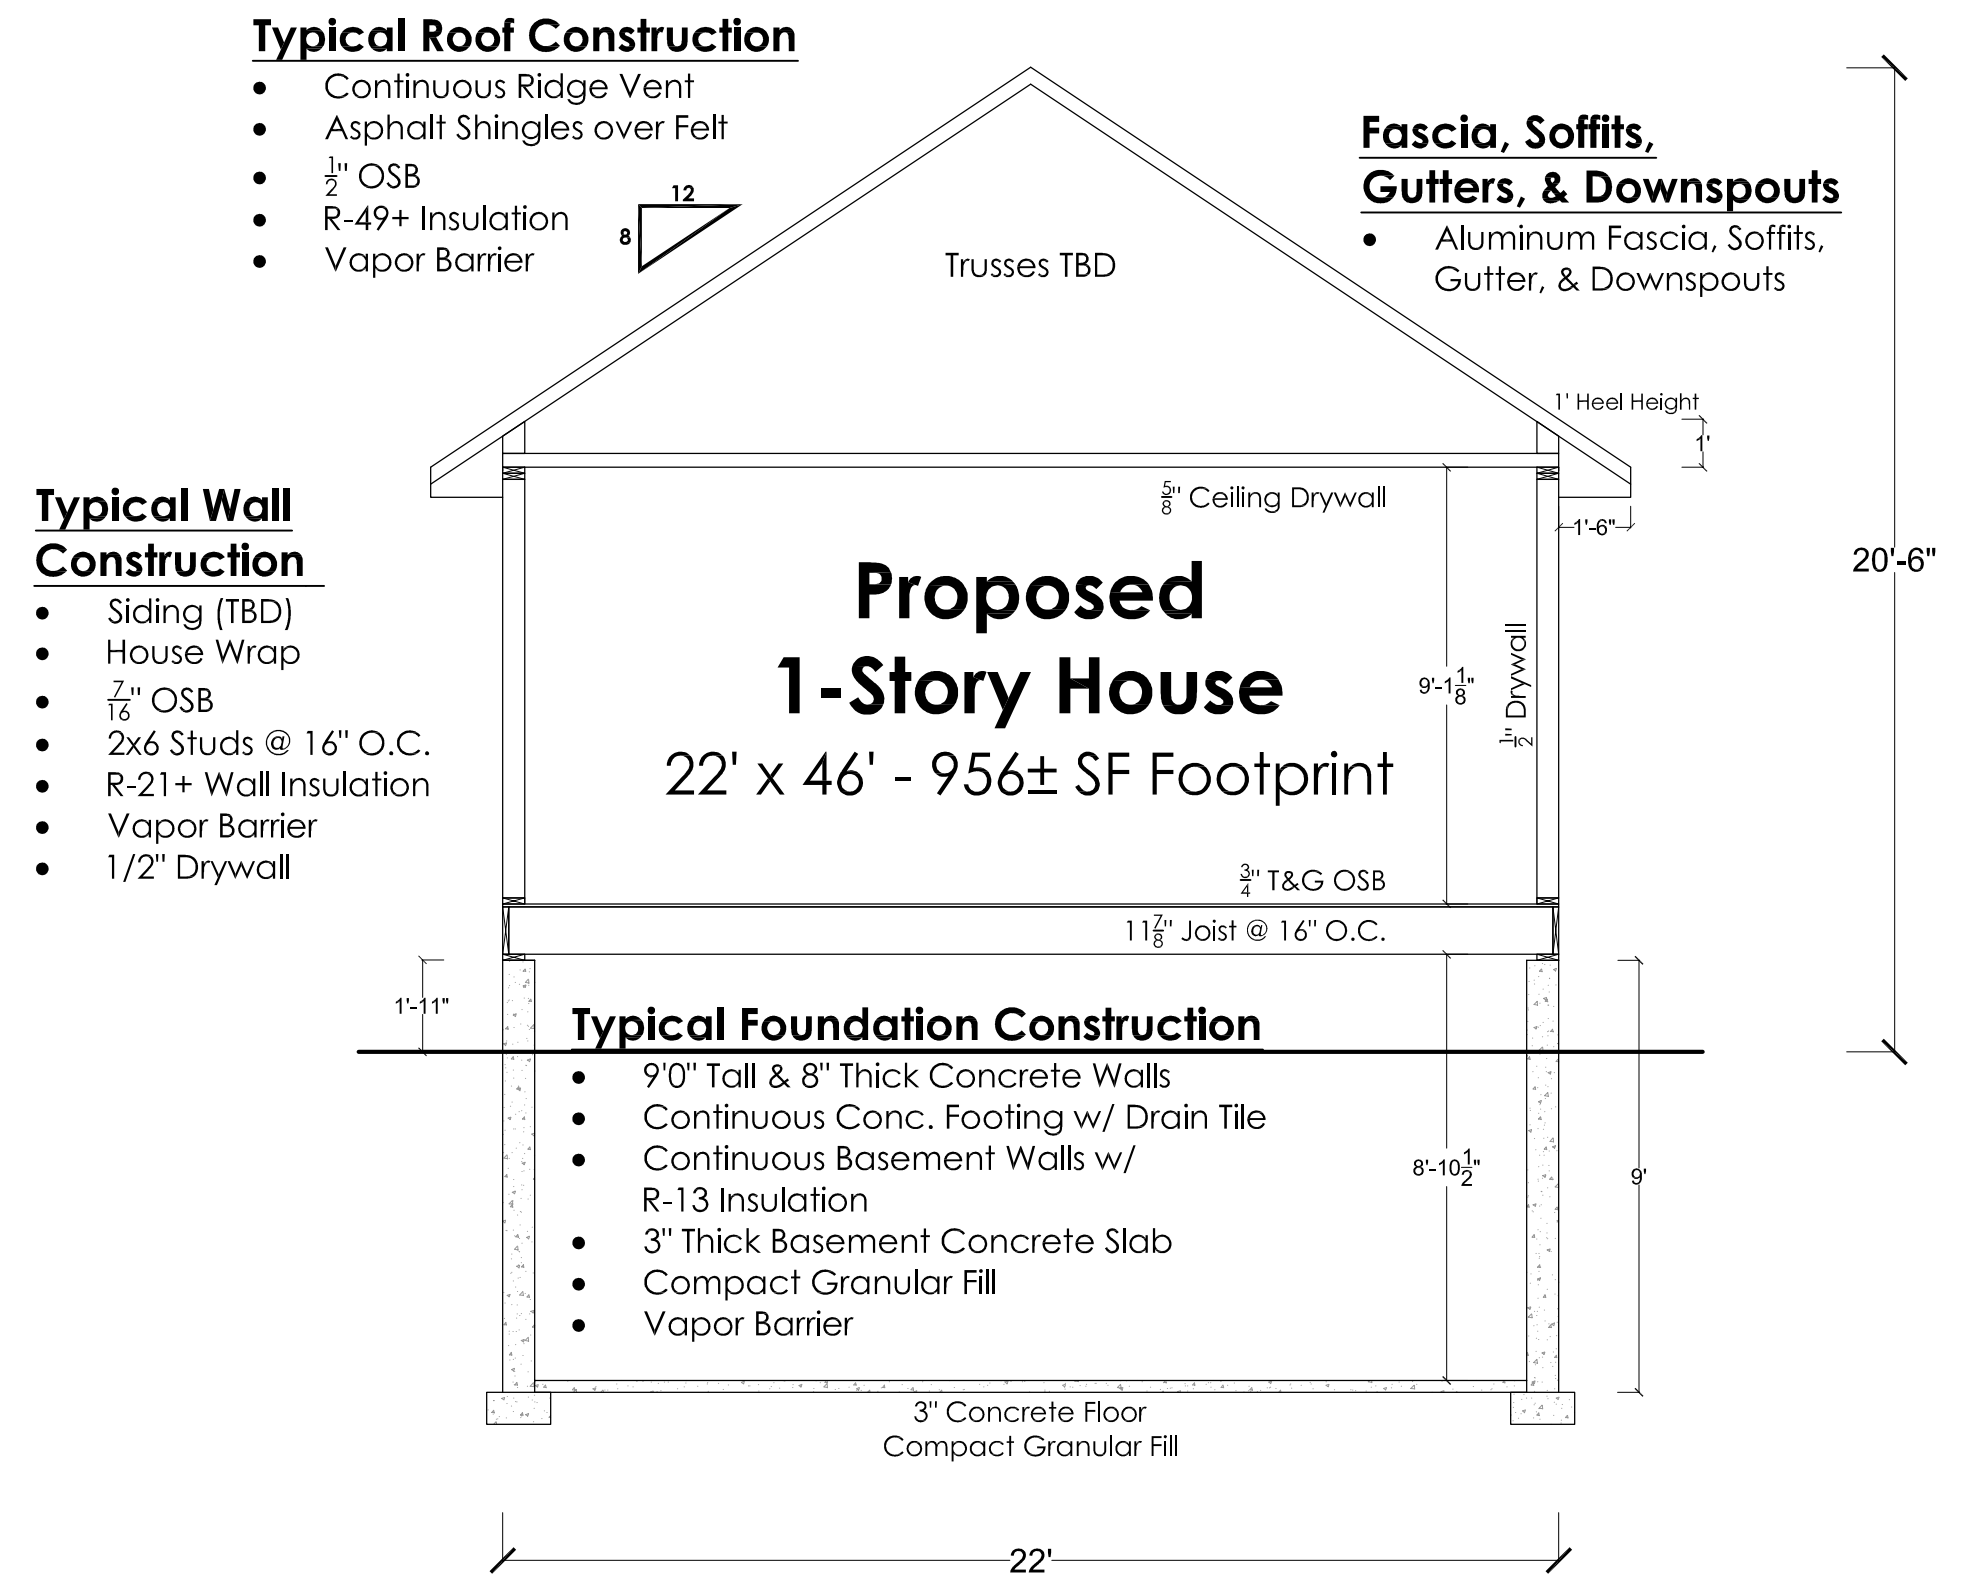 Typical Roof Construction
• Continuous Ridge Vent
• Asphalt Shingles over Felt
• 1/2" OSB
• R-49+ Insulation
• Vapor Barrier
12
8
Trusses TBD
Fascia, Soffits,
Gutters, & Downspouts
• Aluminum Fascia, Soffits,
Gutter, & Downspouts
1' Heel Height
1'
1'-6"
20'-6"
Typical Wall
Construction
• Siding (TBD)
• House Wrap
• 7/16" OSB
• 2x6 Studs @ 16" O.C.
• R-21+ Wall Insulation
• Vapor Barrier
• 1/2" Drywall
5/8" Ceiling Drywall
Proposed
1-Story House
22' x 46' - 956± SF Footprint
9'-1 1/8"
1/2" Drywall
3/4" T&G OSB
11 7/8" Joist @ 16" O.C.
1'-11"
Typical Foundation Construction
• 9'0" Tall & 8" Thick Concrete Walls
• Continuous Conc. Footing w/ Drain Tile
• Continuous Basement Walls w/
R-13 Insulation
• 3" Thick Basement Concrete Slab
• Compact Granular Fill
• Vapor Barrier
8'-10 1/2"
9'
3" Concrete Floor
Compact Granular Fill
22'